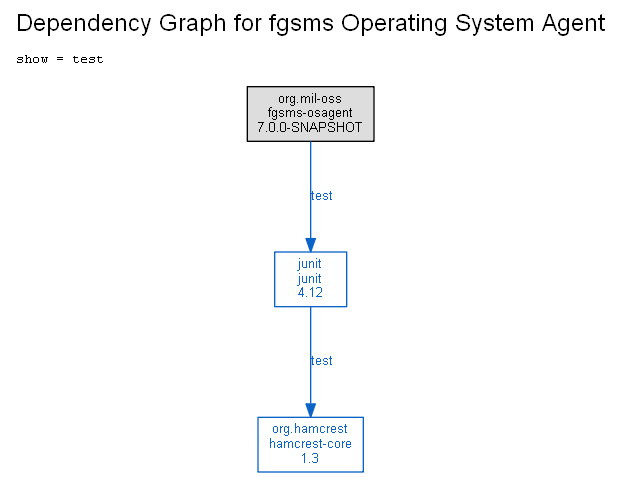 Dependency Graph for fgsms Operating System Agent
show = test
org.mil-oss
fgsms-osagent
7.0.0-SNAPSHOT
test
junit
junit
4.12
test
org.hamcrest
hamcrest-core
1.3